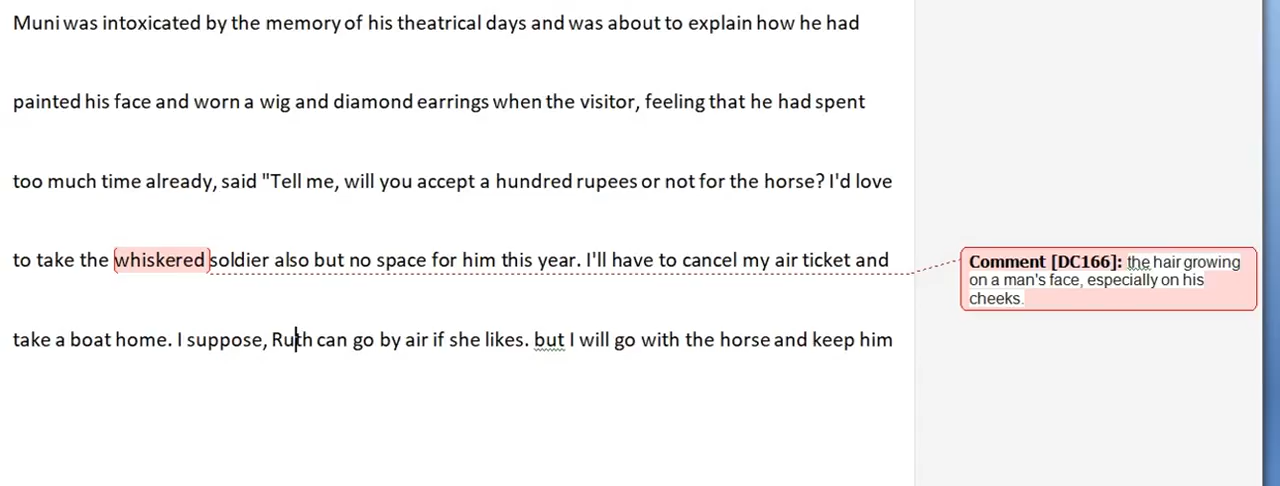 Muni was intoxicated by the memory of his theatrical days and was about to explain how he had
painted his face and worn a wig and diamond earrings when the visitor, feeling that he had spent
too much time already, said "Tell me, will you accept a hundred rupees or not for the horse? I'd love
to take the whiskered soldier also but no space for him this year. I'll have to cancel my air ticket and
take a boat home. I suppose, Ruth can go by air if she likes. but I will go with the horse and keep him
Comment [DC166]: the hair growing
on a man's face, especially on his
cheeks.